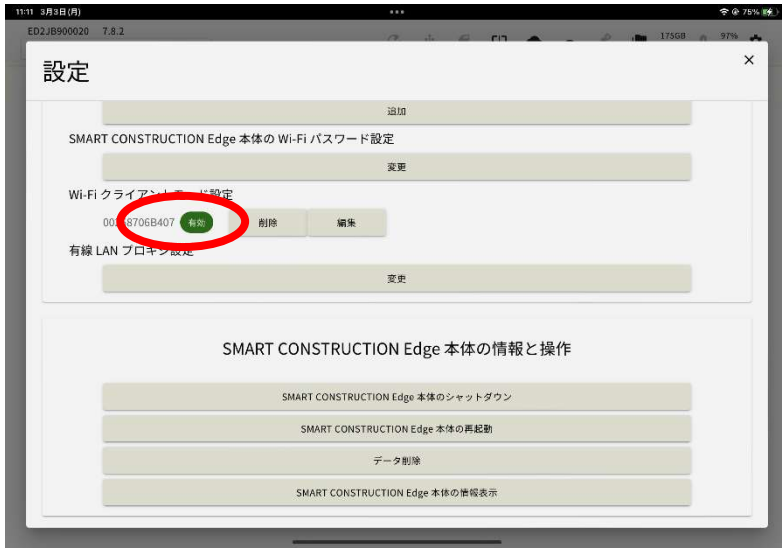 11:11 3月3日(月)
75%
ED2JB900020 7.8.2
175GB
97%
設定
追加
SMART CONSTRUCTION Edge 本体の Wi-Fi パスワード設定
変更
Wi-Fi クライアントモード設定
有効
削除
編集
有線 LAN プロキシ設定
変更
SMART CONSTRUCTION Edge 本体の情報と操作
SMART CONSTRUCTION Edge 本体のシャットダウン
SMART CONSTRUCTION Edge 本体の再起動
データ削除
SMART CONSTRUCTION Edge 本体の情報表示